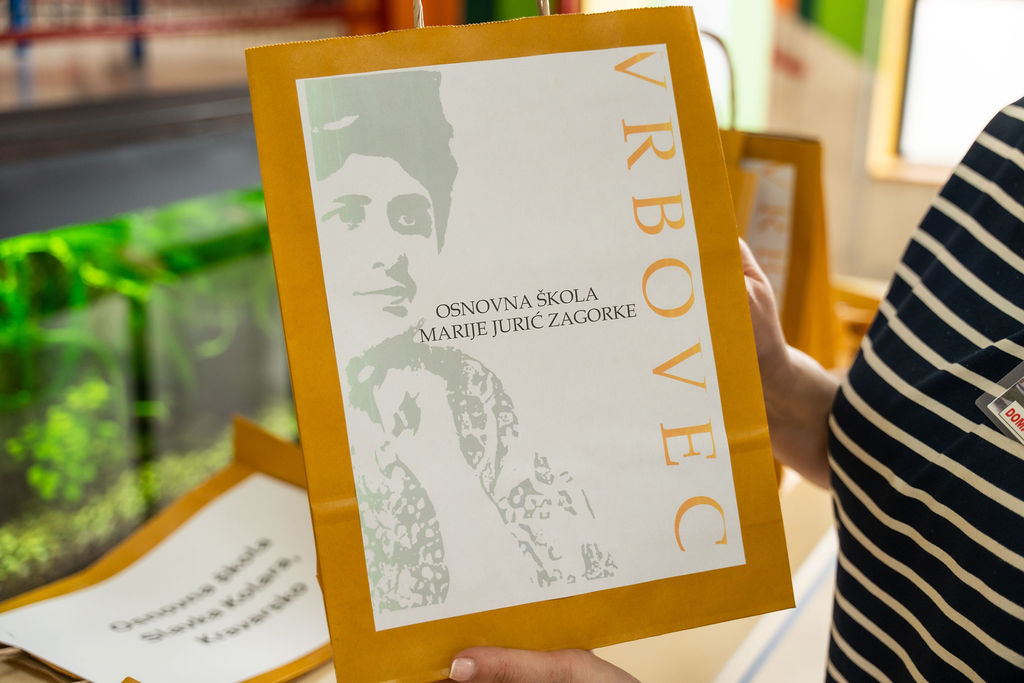 VRBOVEC
OSNOVNA ŠKOLA
MARIJE JURIĆ ZAGORKE
Osnovna škola
Slavka Kolara,
Kravarsko